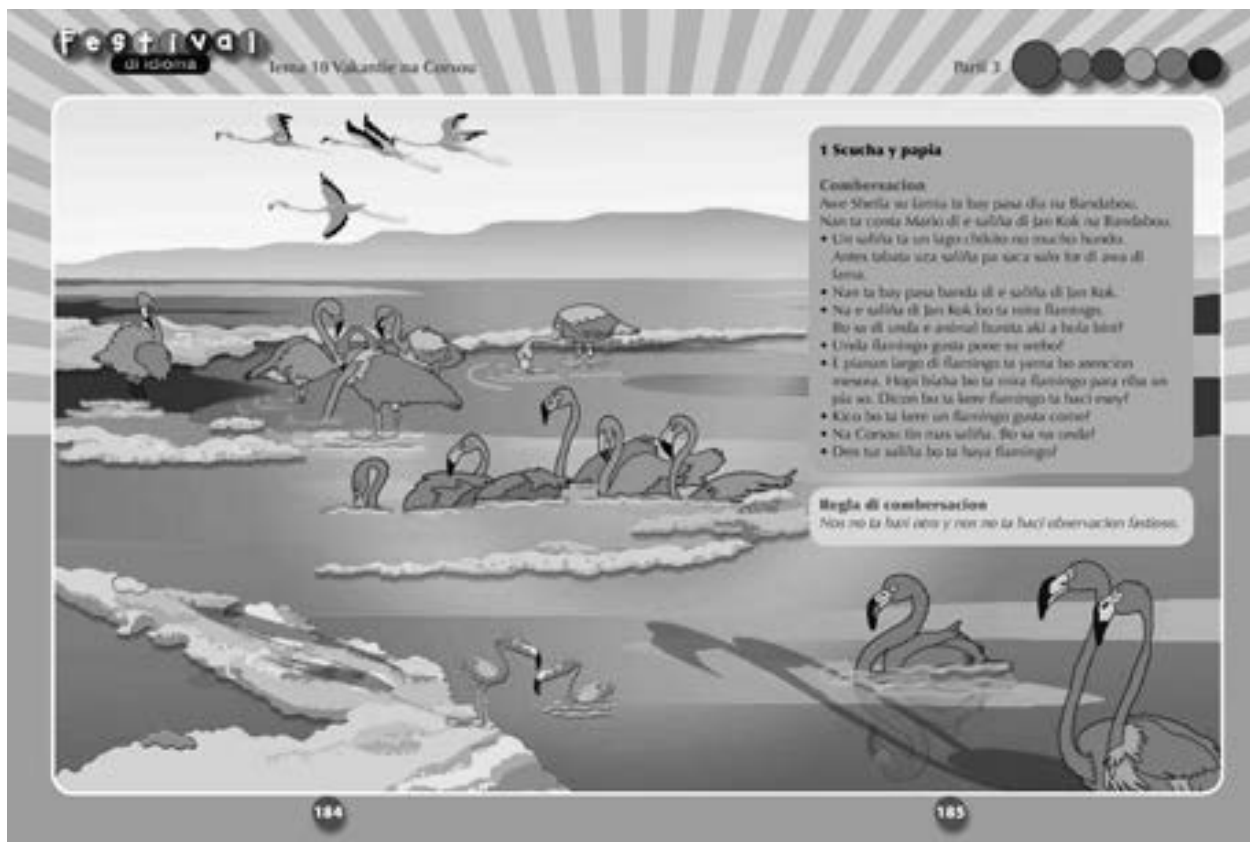 Festival
di idioma
Tema 18 Vakantie na Corsou
Parti 3
1 Scucha y papia
Combersacion
Awe Sheila su famia ta bay pasa dia na Bandabou.
Nan ta conta Mario di e saliña di Jan Kok na Bandabou.
• Un saliña ta un lago chikito no mucho hundo.
Antes tabata uza saliña pa saca salo for di awa di
lama.
• Nan ta bay pasa banda di e saliña di Jan Kok.
• Na e saliña di Jan Kok bo ta mira flamingo.
Bo sa di unda e animal bunita aki a bula bin?
• Unda flamingo gusta pone su webo?
• E pianan largo di flamingo ta yama bo atencion
mesora. Hopi biaha bo ta mira flamingo para riba un
pia so. Dicon bo ta kere flamingo ta haci esey?
• Kico bo ta kere un flamingo gusta come?
• Na Corsou tin mas saliña. Bo sa na unda?
• Den tur saliña bo ta haya flamingo?
Regla di combersacion
Nos no ta hari otro y nos no ta haci observacion fastioso.
184
185